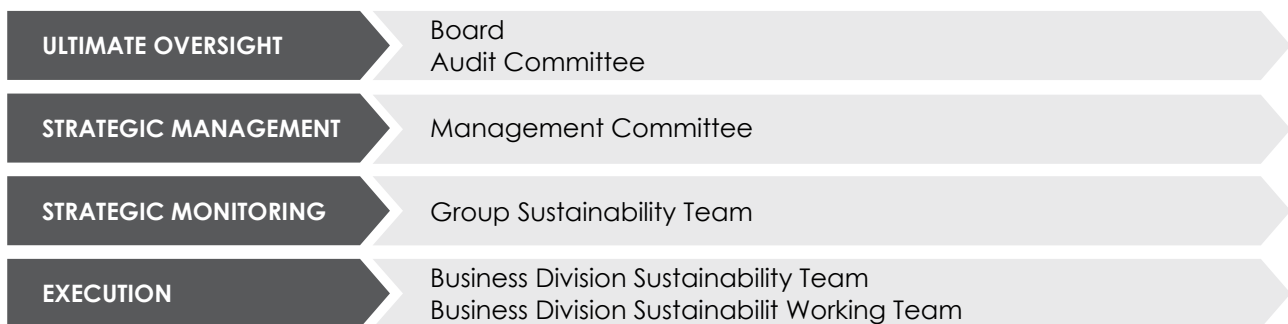 ULTIMATE OVERSIGHT
Board
Audit Committee
STRATEGIC MANAGEMENT
Management Committee
STRATEGIC MONITORING
Group Sustainability Team
EXECUTION
Business Division Sustainability Team
Business Division Sustainabilit Working Team